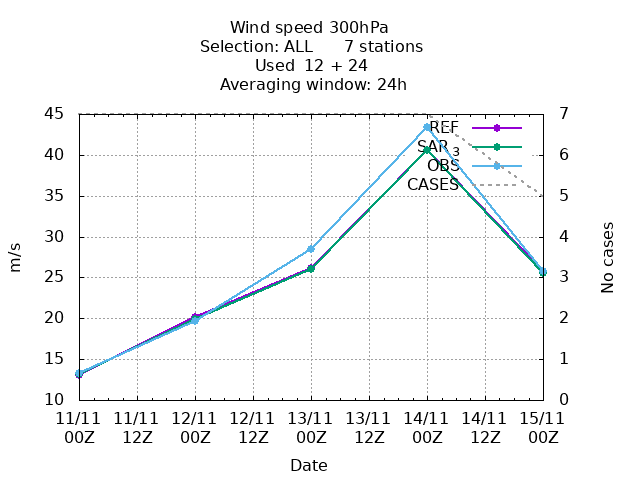 Wind speed 300hPa
Selection: ALL 7 stations
Used 12 + 24
Averaging window: 24h
45 7
REF
SAR 3
40 6
OBS
CASES
35 5
30 4
m/s
No cases
25 3
20 2
15 1
10 0
11/11 11/11 12/11 12/11 13/11 13/11 14/11 14/11 15/11
00Z 12Z 00Z 12Z 00Z 12Z 00Z 12Z 00Z
Date